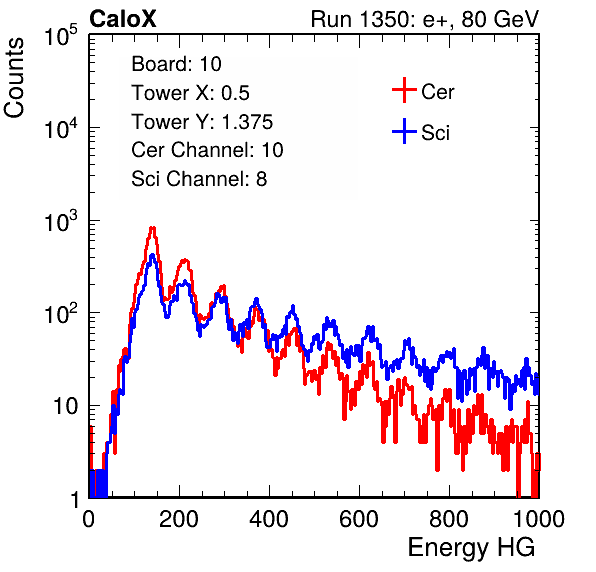 CaloX Run 1350: e+, 80 GeV
Counts
Board: 10
Tower X: 0.5
Tower Y: 1.375
Cer Channel: 10
Sci Channel: 8
Cer
Sci
10^5
10^4
10^3
10^2
10
1
0 200 400 600 800 1000
Energy HG